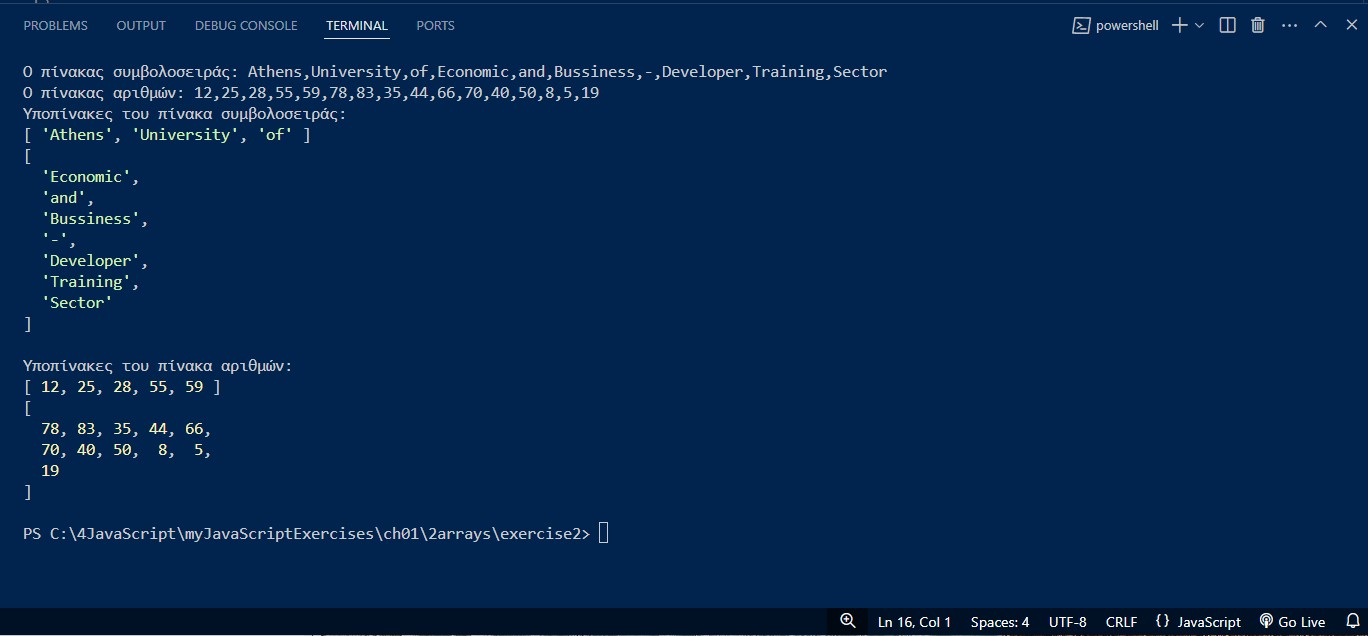 PROBLEMS OUTPUT DEBUG CONSOLE TERMINAL PORTS powershell
Ο πίνακας συμβολοσειράς: Athens,University,of,Economic,and,Bussiness,-,Developer,Training,Sector
Ο πίνακας αριθμών: 12,25,28,55,59,78,83,35,44,66,70,40,50,8,5,19
Υποπίνακες του πίνακα συμβολοσειράς:
[ 'Athens', 'University', 'of' ]
[
  'Economic',
  'and',
  'Bussiness',
  '-',
  'Developer',
  'Training',
  'Sector'
]
Υποπίνακες του πίνακα αριθμών:
[ 12, 25, 28, 55, 59 ]
[
  78, 83, 35, 44, 66,
  70, 40, 50,  8,  5,
  19
]
PS C:\4JavaScript\myJavaScriptExercises\ch01\2arrays\exercise2>
Ln 16, Col 1 Spaces: 4 UTF-8 CRLF {} JavaScript Go Live